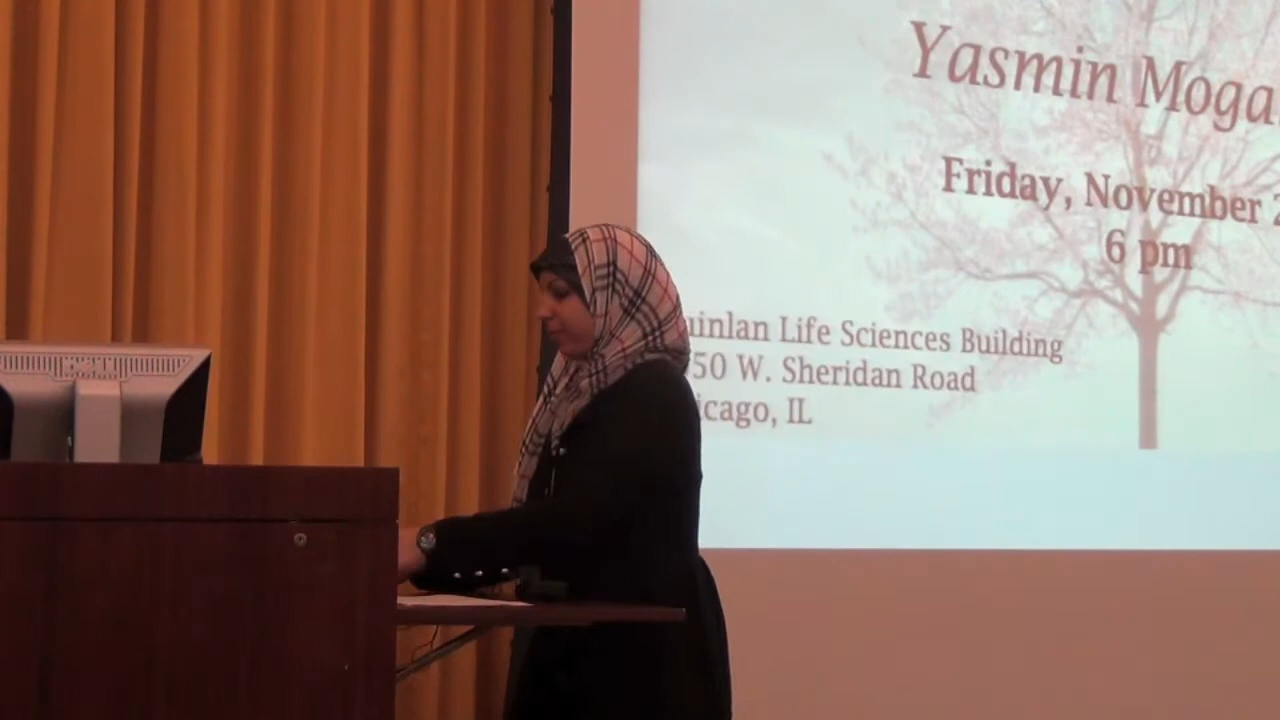 Yasmin Moga
Friday, November
6 pm
uinlan Life Sciences Building
50 W. Sheridan Road
icago, IL